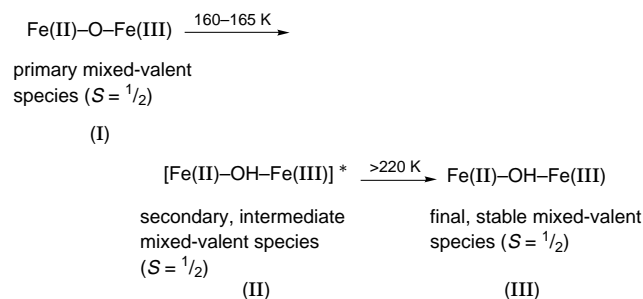 Fe(II)–O–Fe(III) 160–165 K
primary mixed-valent
species (S = 1/2)
(I)
[Fe(II)–OH–Fe(III)] * >220 K Fe(II)–OH–Fe(III)
secondary, intermediate final, stable mixed-valent
mixed-valent species species (S = 1/2)
(S = 1/2)
(II) (III)